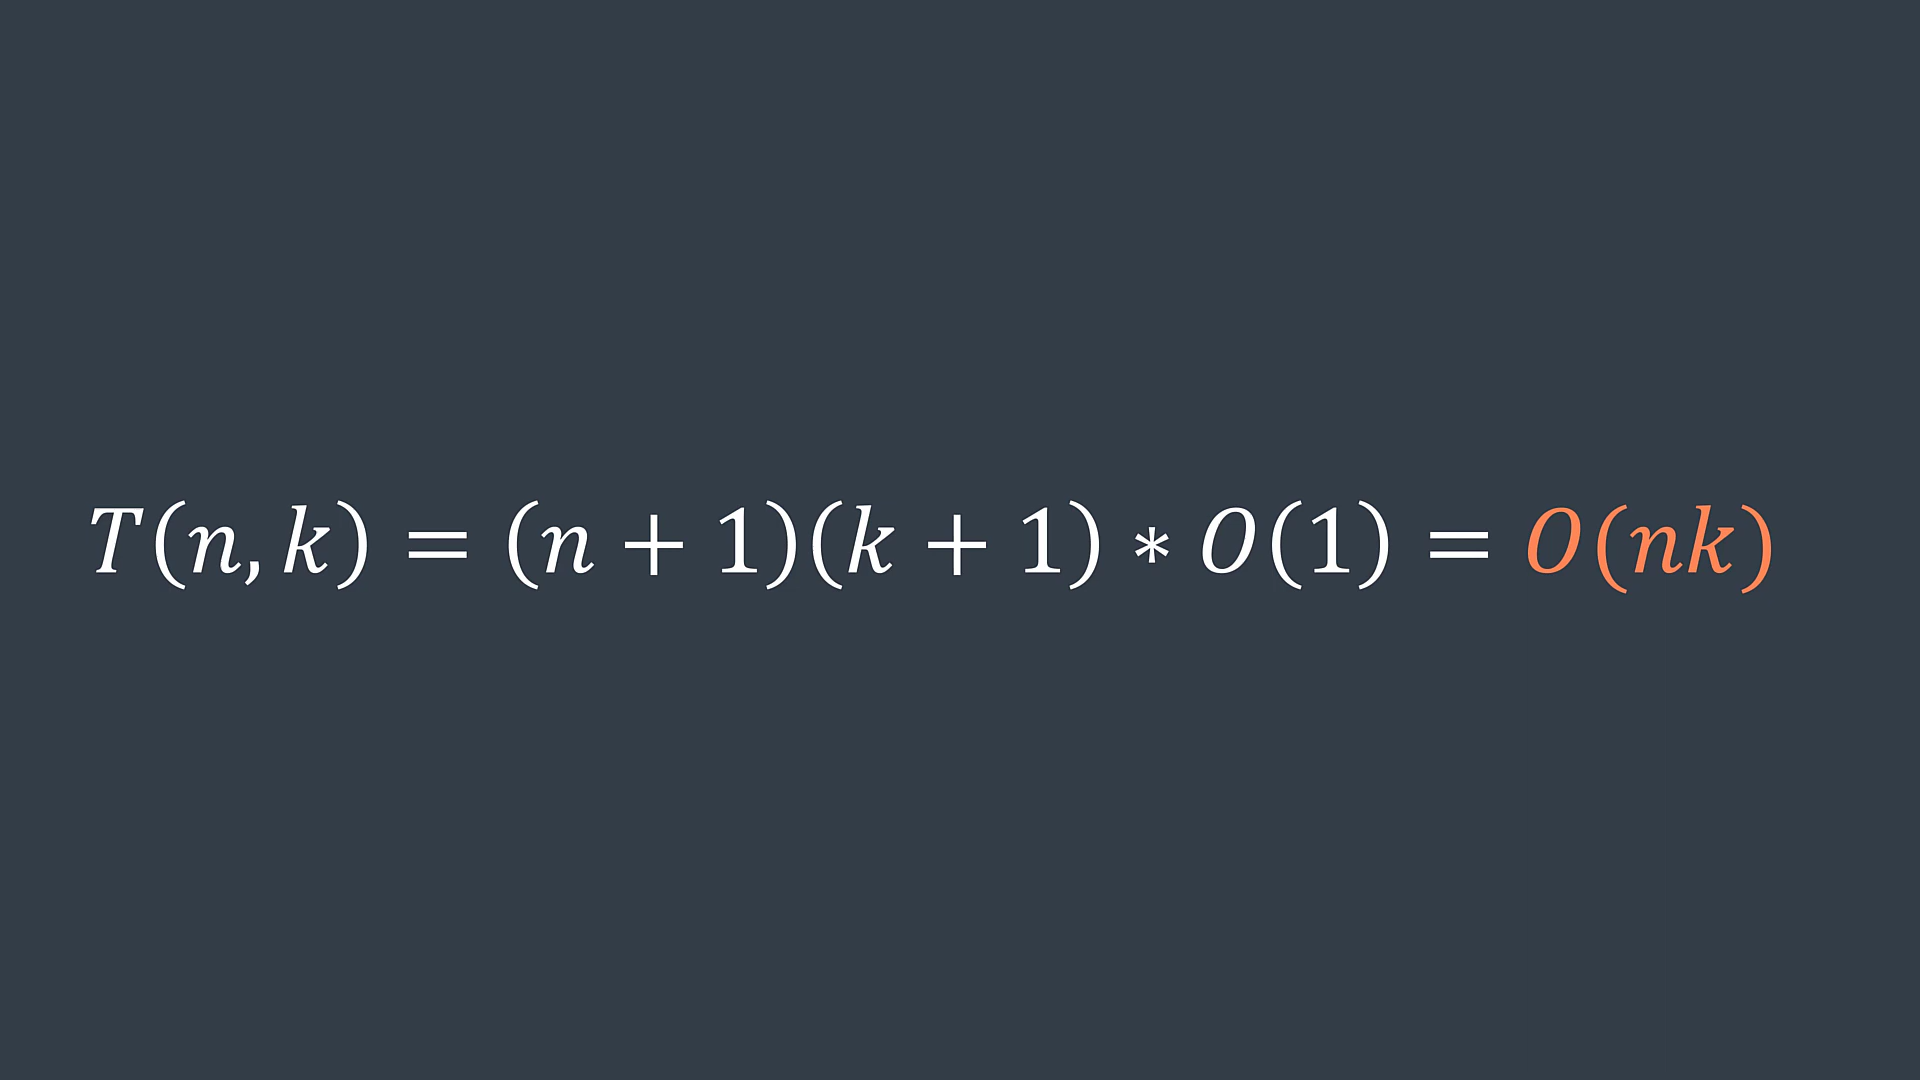 T(n, k) = (n + 1)(k + 1) * O(1) = O(nk)